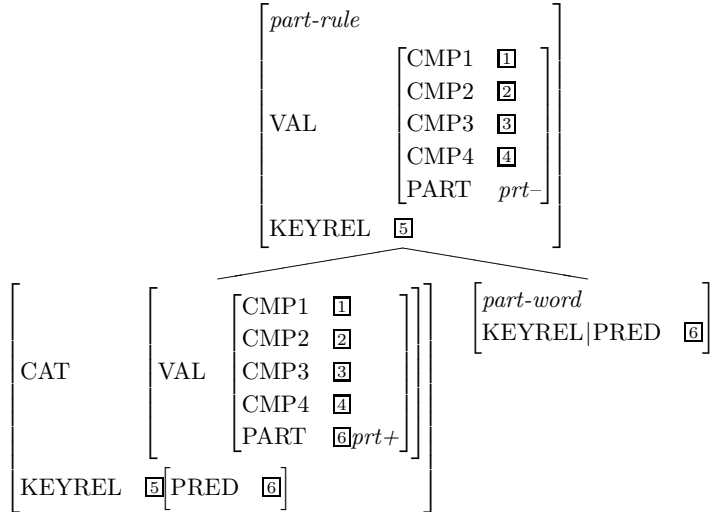 part-rule
CMP1 1
CMP2 2
VAL CMP3 3
CMP4 4
PART prt–
KEYREL 5
CMP1 1
CMP2 2
CAT VAL CMP3 3
CMP4 4
PART 6prt+
KEYREL 5[PRED 6]
part-word
KEYREL|PRED 6